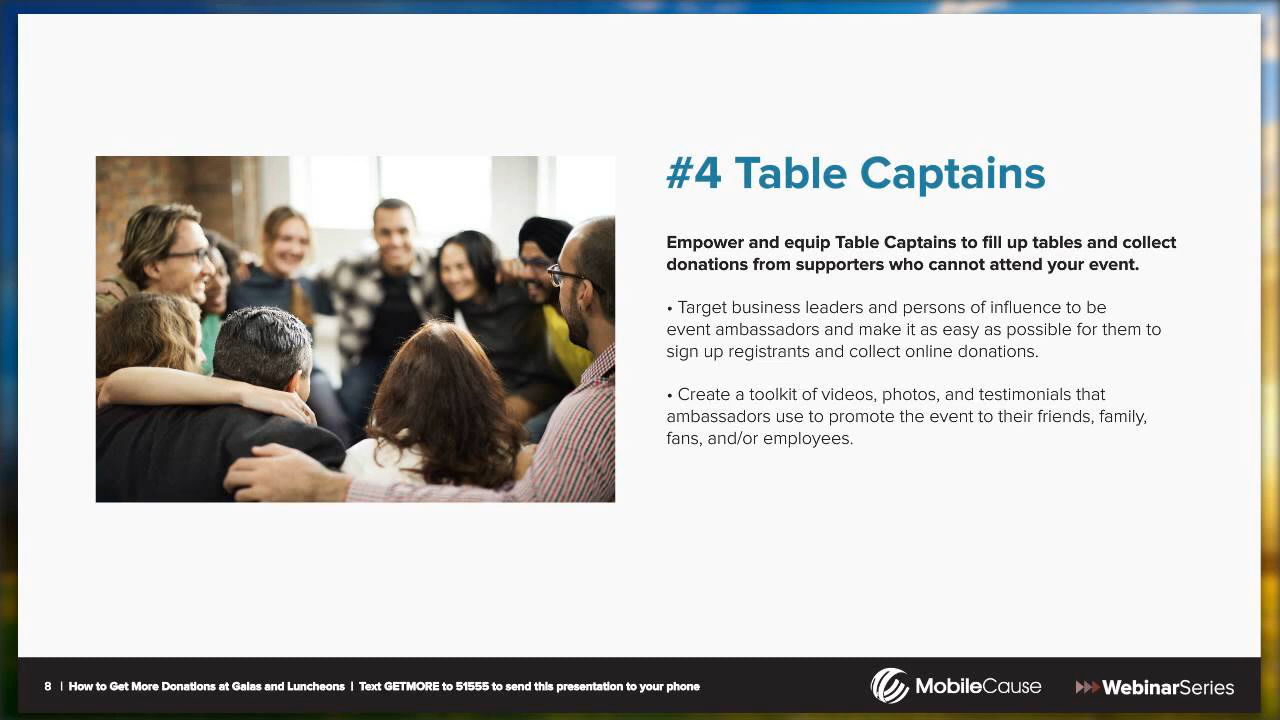 #4 Table Captains
Empower and equip Table Captains to fill up tables and collect
donations from supporters who cannot attend your event.
• Target business leaders and persons of influence to be
event ambassadors and make it as easy as possible for them to
sign up registrants and collect online donations.
• Create a toolkit of videos, photos, and testimonials that
ambassadors use to promote the event to their friends, family,
fans, and/or employees.
8 | How to Get More Donations at Galas and Luncheons | Text GETMORE to 51555 to send this presentation to your phone
MobileCause
WebinarSeries